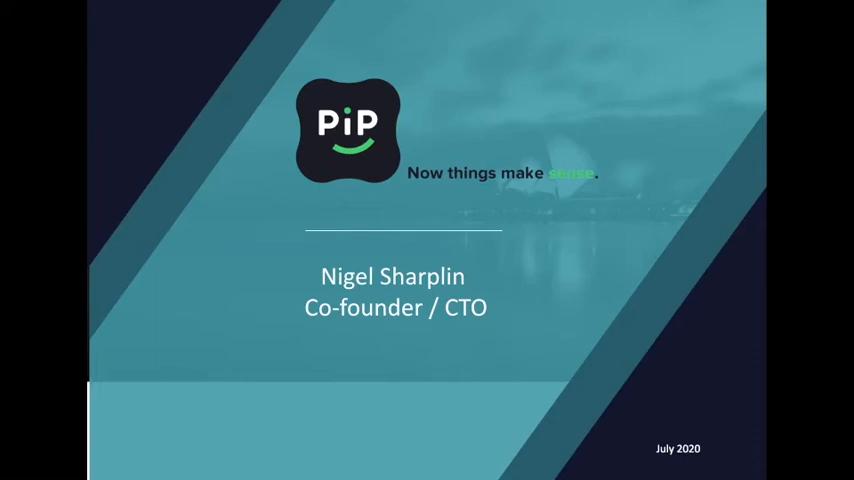 PiP
Now things make sense.
Nigel Sharplin
Co-founder / CTO
July 2020